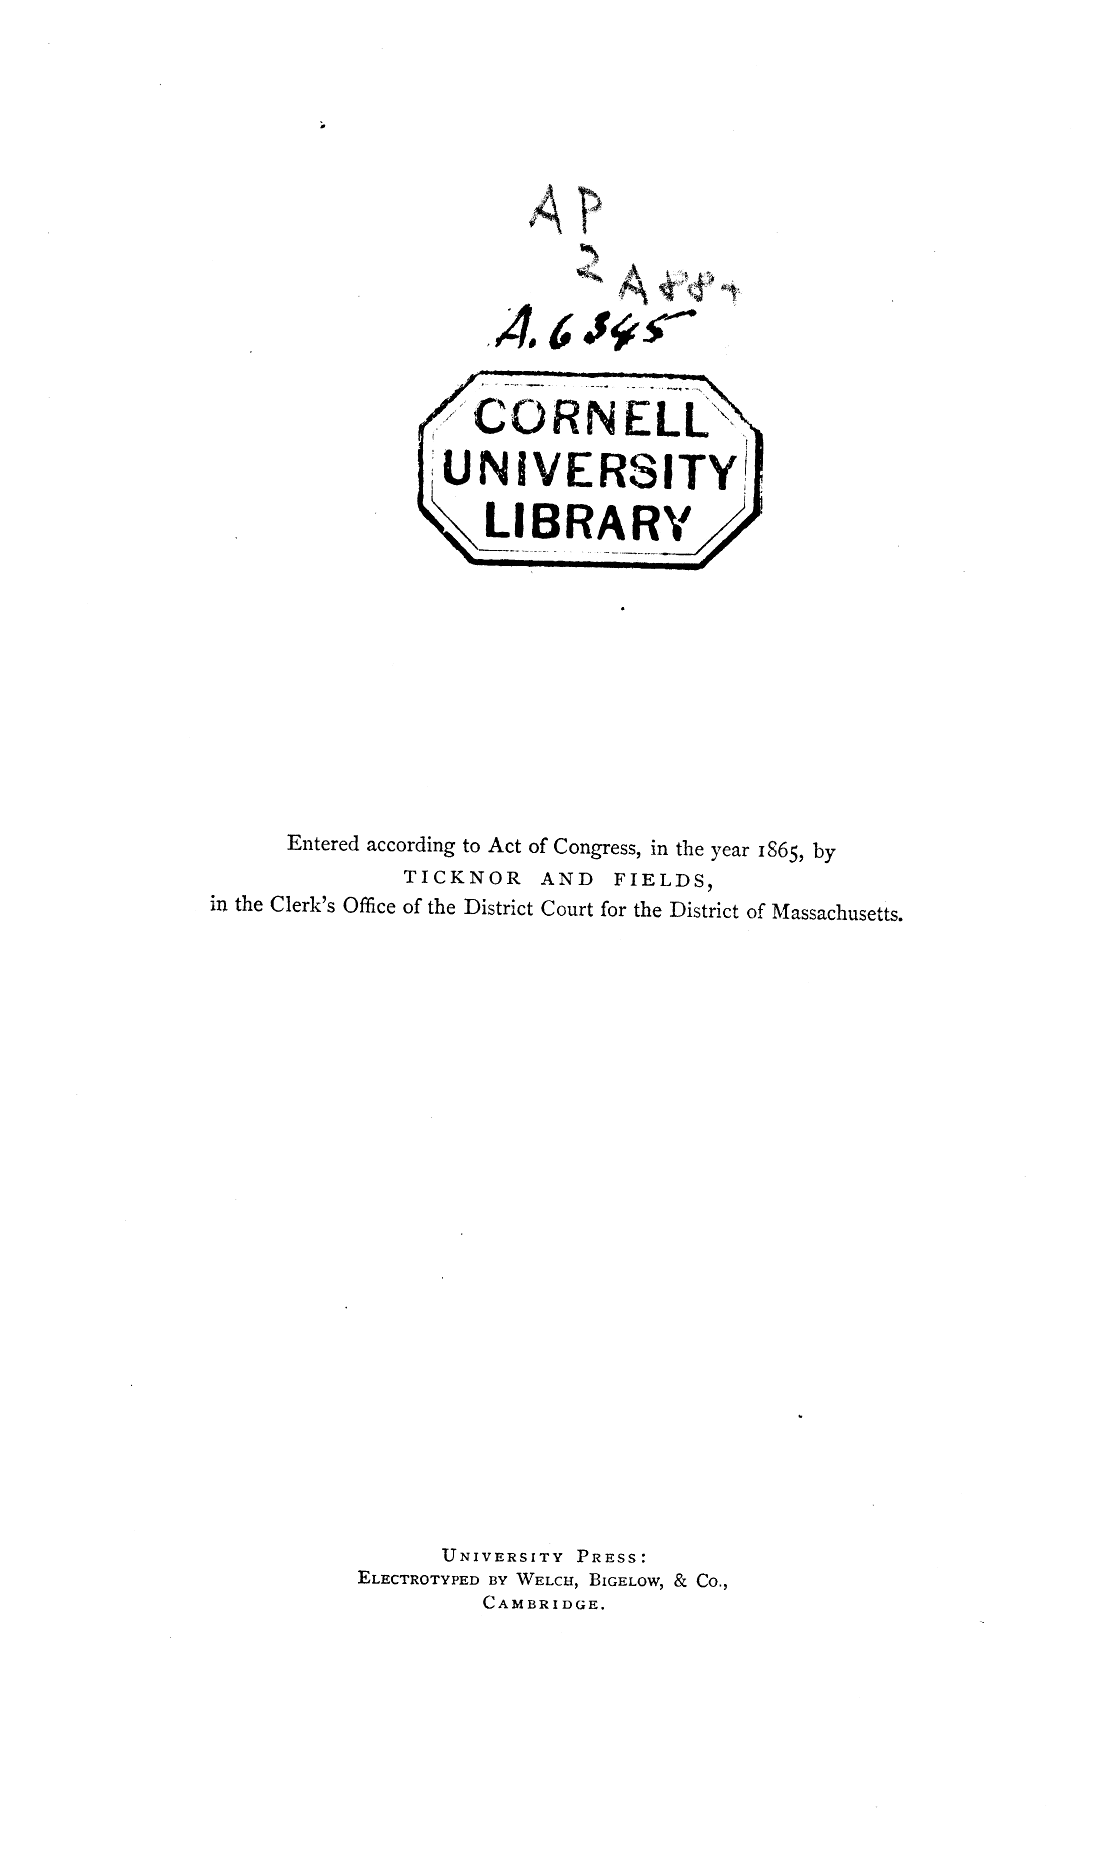 AP
2
A88+
A.6345
CORNELL
UNIVERSITY
LIBRARY
Entered according to Act of Congress, in the year 1865, by
TICKNOR AND FIELDS,
in the Clerk's Office of the District Court for the District of Massachusetts.
UNIVERSITY PRESS:
ELECTROTYPED BY WELCH, BIGELOW, & CO.,
CAMBRIDGE.